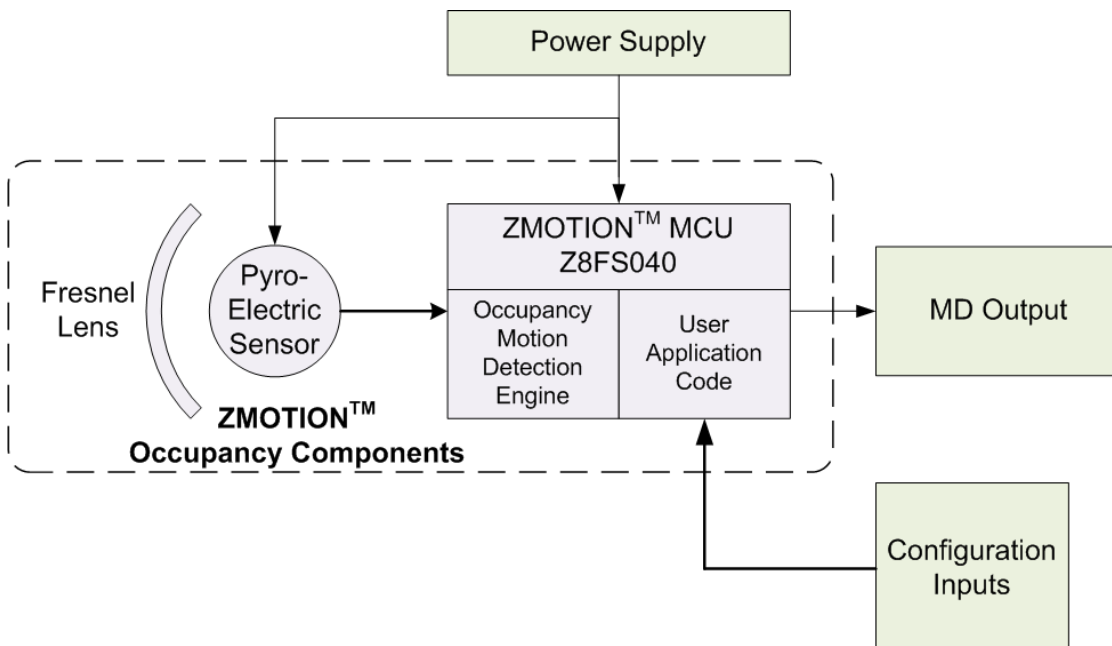 Power Supply
ZMOTION™ MCU
Z8FS040
Fresnel
Lens
Pyro-
Electric
Sensor
Occupancy
Motion
Detection
Engine
User
Application
Code
MD Output
ZMOTION™
Occupancy Components
Configuration
Inputs